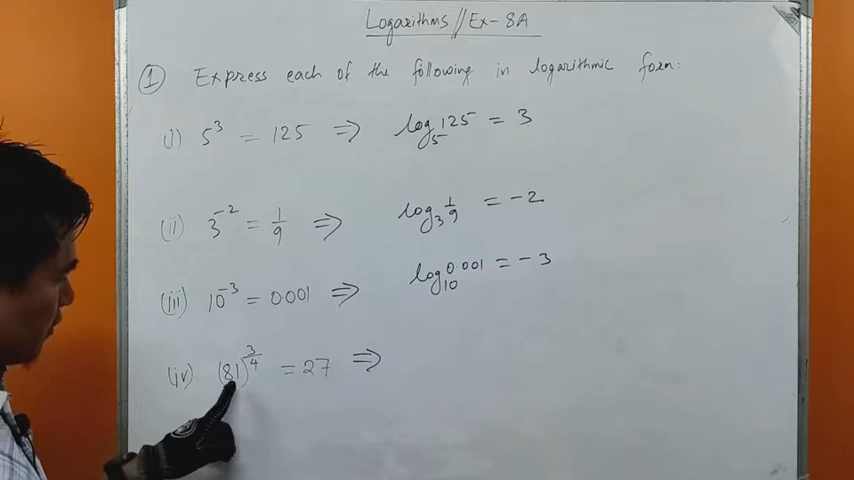 Logarithms // Ex-8A
① Express each of the following in logarithmic form:
(i) 5³ = 125 ⇒ log₅ 125 = 3
(ii) 3⁻² = 1/9 ⇒ log₃ 1/9 = -2
(iii) 10⁻³ = 0.001 ⇒ log₁₀ 0.001 = -3
(iv) (81)^(3/4) = 27 ⇒